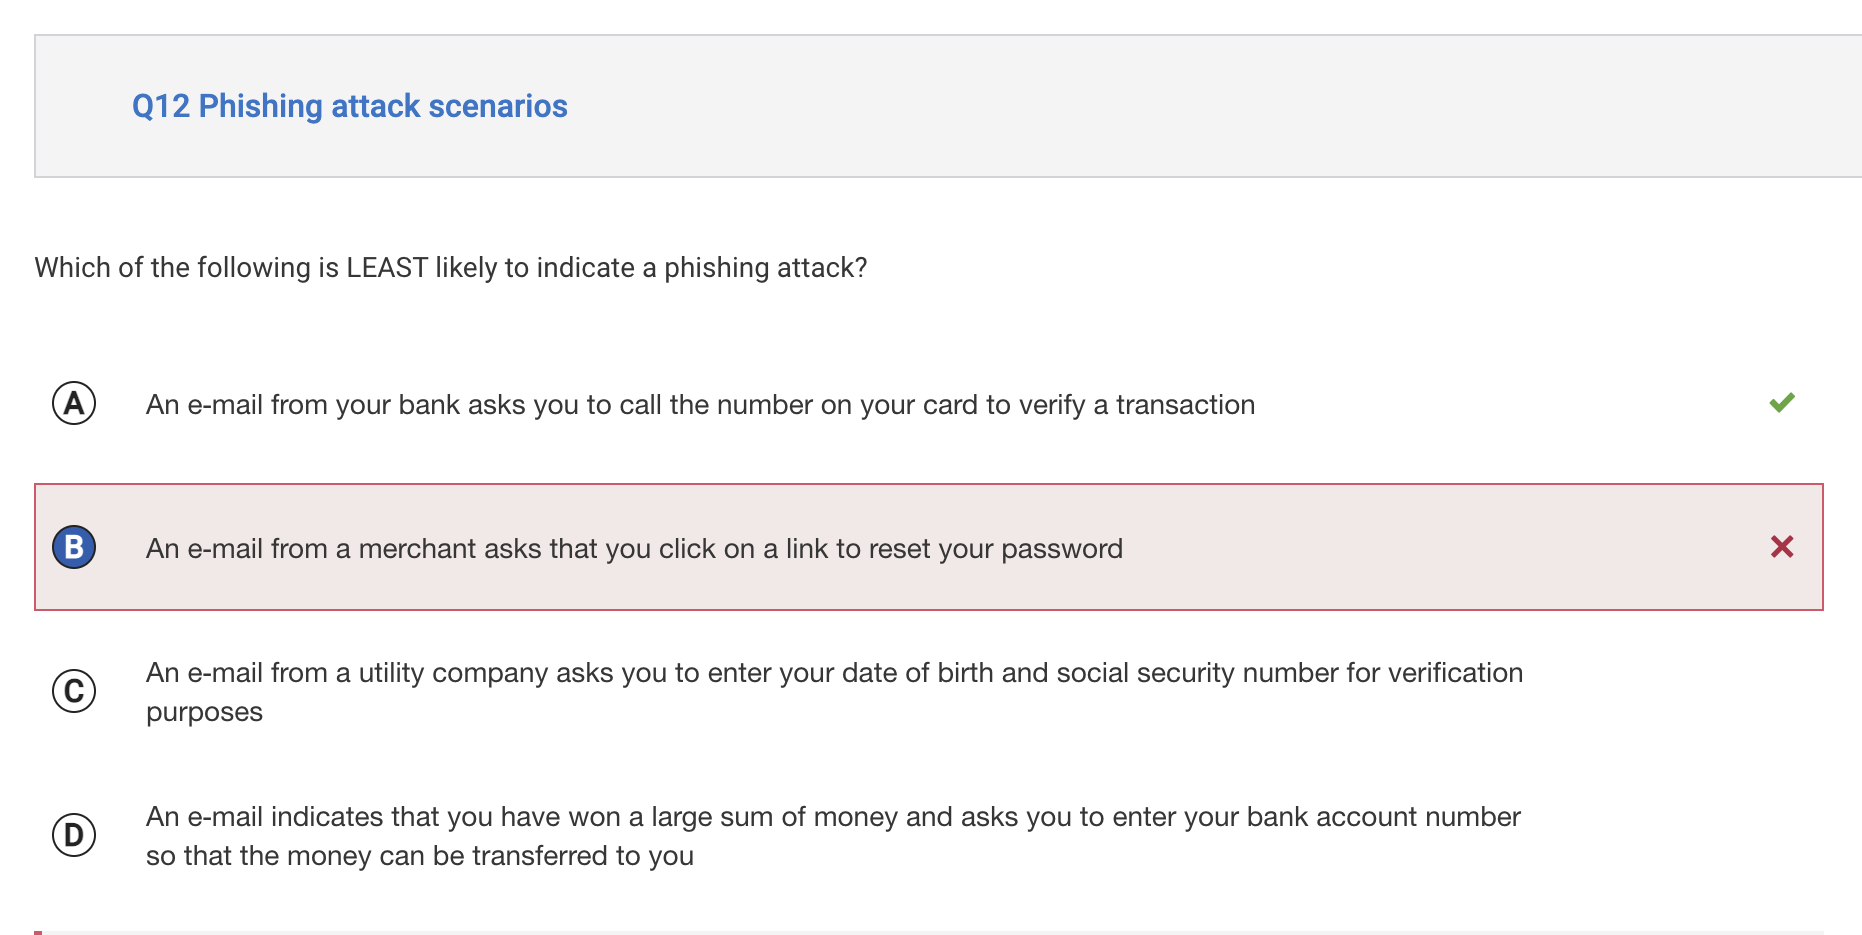 Q12 Phishing attack scenarios
Which of the following is LEAST likely to indicate a phishing attack?
A An e-mail from your bank asks you to call the number on your card to verify a transaction
B An e-mail from a merchant asks that you click on a link to reset your password
C An e-mail from a utility company asks you to enter your date of birth and social security number for verification
purposes
D An e-mail indicates that you have won a large sum of money and asks you to enter your bank account number
so that the money can be transferred to you